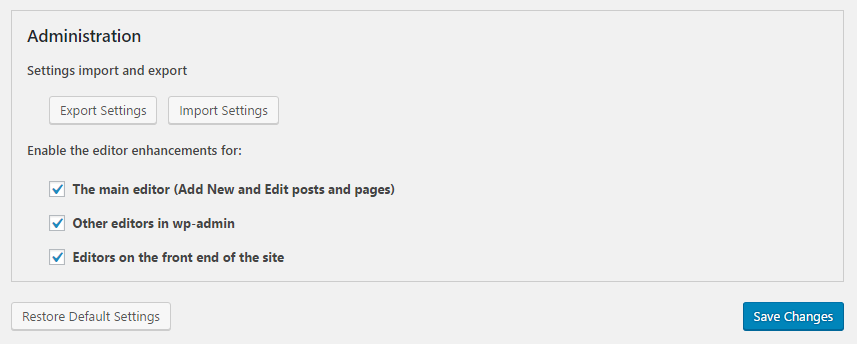 Administration
Settings import and export
Export Settings Import Settings
Enable the editor enhancements for:
The main editor (Add New and Edit posts and pages)
Other editors in wp-admin
Editors on the front end of the site
Restore Default Settings Save Changes